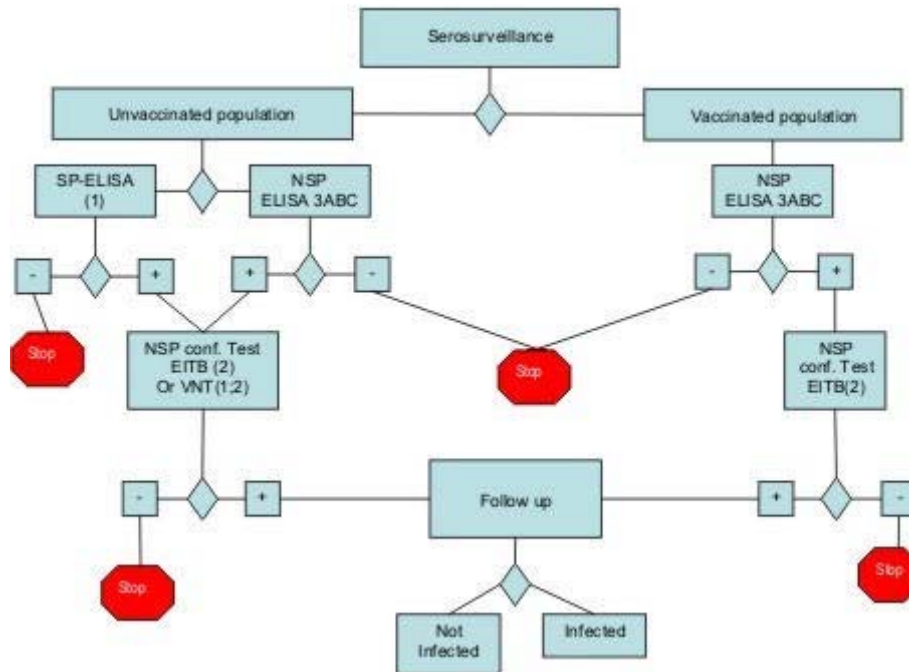 Serosurveillance
Unvaccinated population
Vaccinated population
SP-ELISA
(1)
NSP
ELISA 3ABC
NSP
ELISA 3ABC
-
+
+
-
-
+
Stop
NSP conf. Test
EITB (2)
Or VNT(1;2)
Stop
NSP
conf. Test
EITB(2)
-
+
Follow up
+
-
Stop
Stop
Not
Infected
Infected